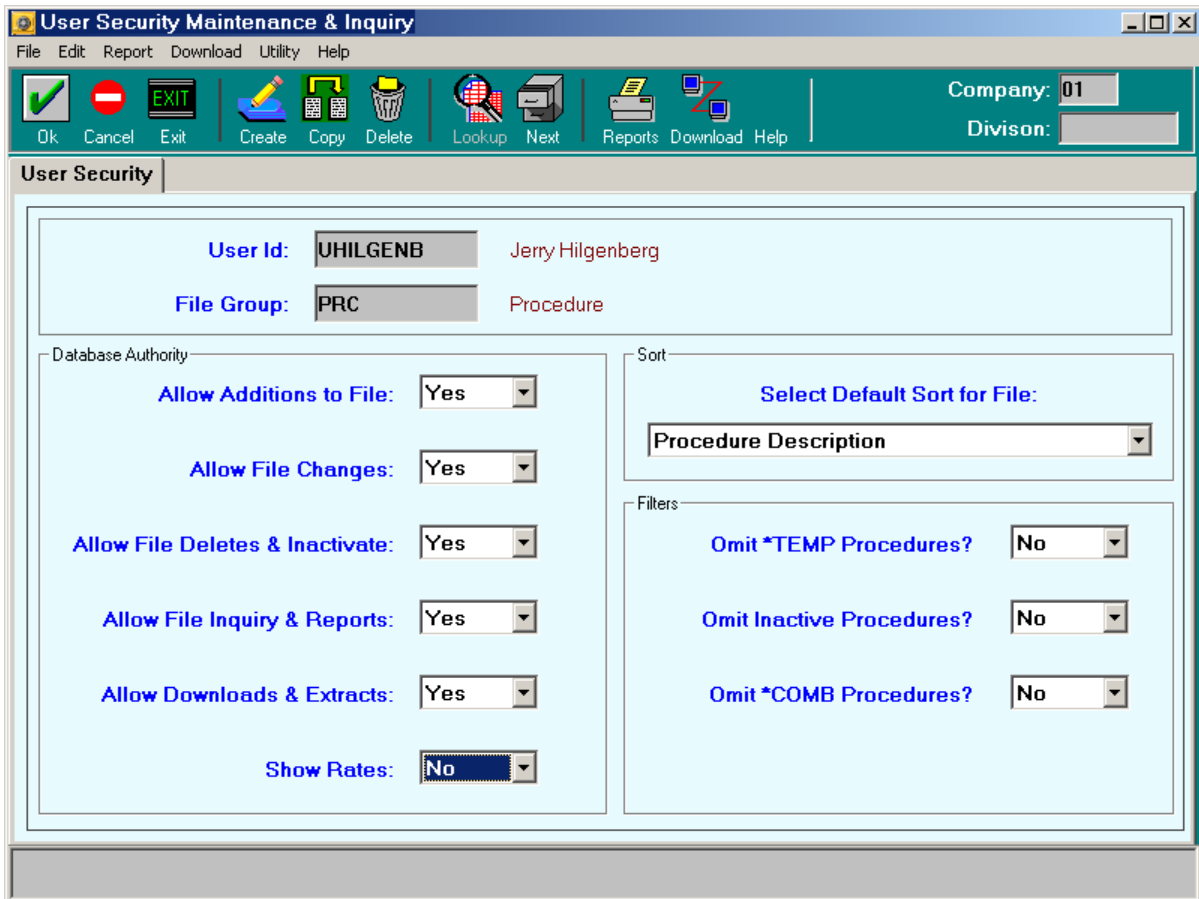 User Security Maintenance & Inquiry
File Edit Report Download Utility Help
EXIT
Company: 01
Ok Cancel Exit Create Copy Delete Lookup Next Reports Download Help
Divison:
User Security
User Id: UHILGENB Jerry Hilgenberg
File Group: PRC Procedure
Database Authority
Allow Additions to File: Yes
Allow File Changes: Yes
Allow File Deletes & Inactivate: Yes
Allow File Inquiry & Reports: Yes
Allow Downloads & Extracts: Yes
Show Rates: No
Sort
Select Default Sort for File:
Procedure Description
Filters
Omit *TEMP Procedures? No
Omit Inactive Procedures? No
Omit *COMB Procedures? No